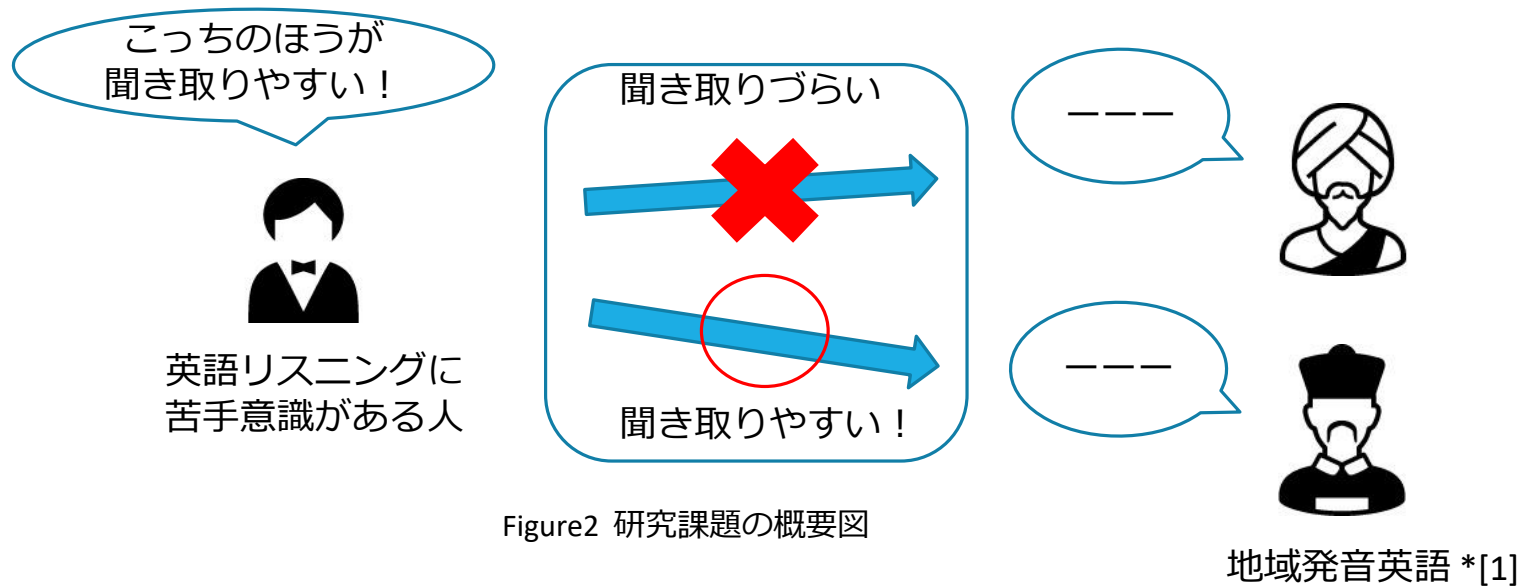 こっちのほうが
聞き取りやすい！
聞き取りづらい
ーーー
英語リスニングに
苦手意識がある人
聞き取りやすい！
ーーー
Figure2 研究課題の概要図
地域発音英語 *[1]